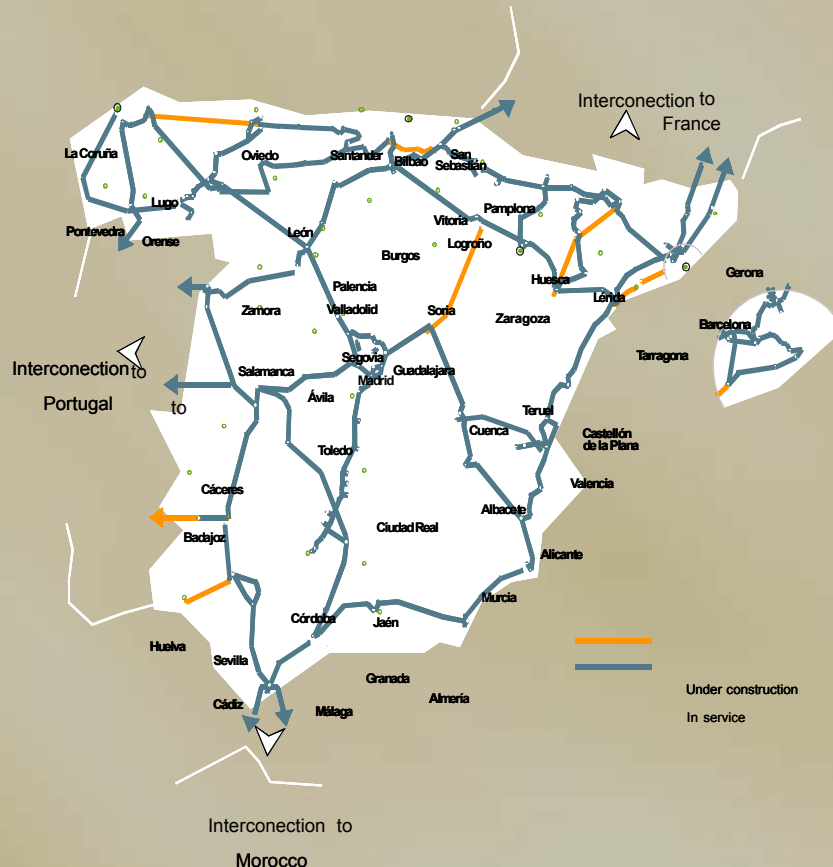 Interconection to
France
La Coruña
Oviedo
Santander
Bilbao
San
Sebastián
Lugo
Pamplona
Vitoria
Pontevedra
Orense
León
Logroño
Burgos
Huesca
Gerona
Palencia
Lérida
Zamora
Valladolid
Soria
Zaragoza
Barcelona
Segovia
Tarragona
Interconection to
Salamanca
Madrid
Guadalajara
Portugal
to
Ávila
Teruel
Cuenca
Castellón
de la Plana
Toledo
Valencia
Cáceres
Albacete
Ciudad Real
Badajoz
Alicante
Murcia
Córdoba
Jaén
Huelva
Sevilla
Granada
Under construction
Almería
Cádiz
Málaga
In service
Interconection to
Morocco